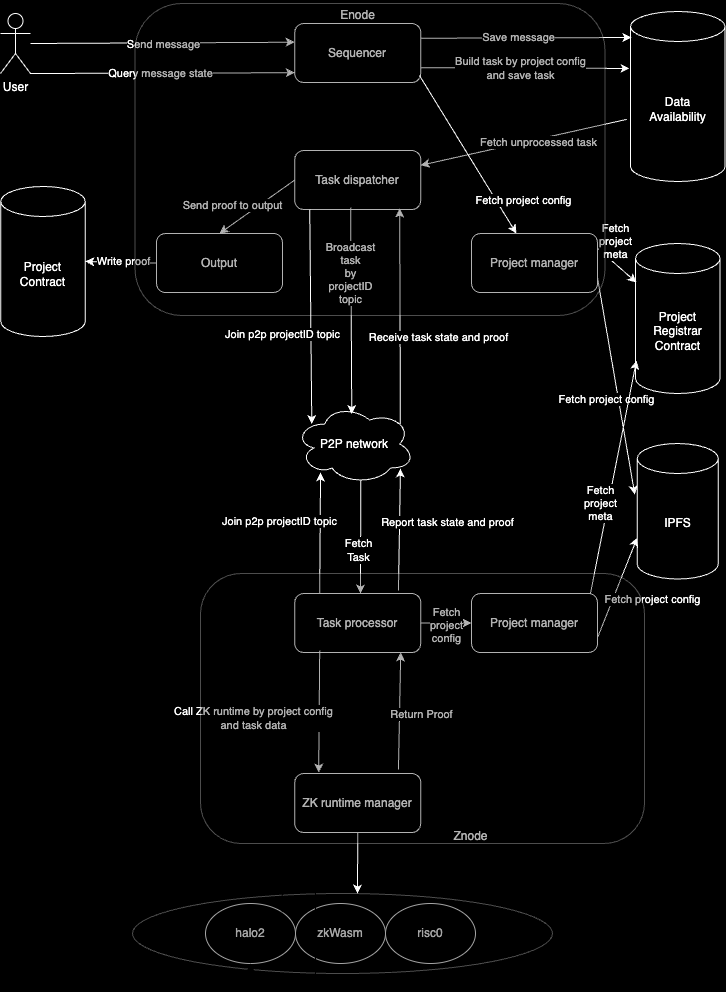 Enode
Send message
Sequencer
Save message
Query message state
Build task by project config
and save task
User
Data
Availability
Fetch unprocessed task
Task dispatcher
Fetch project config
Send proof to output
Project
Contract
Write proof
Output
Broadcast
task
by
projectID
topic
Project manager
Fetch
project
meta
Project
Registrar
Contract
Join p2p projectID topic
Receive task state and proof
Fetch project config
P2P network
Fetch
project
meta
IPFS
Join p2p projectID topic
Report task state and proof
Fetch
Task
Task processor
Fetch
project
config
Project manager
Fetch project config
Call ZK runtime by project config
and task data
Return Proof
ZK runtime manager
Znode
halo2
zkWasm
risc0